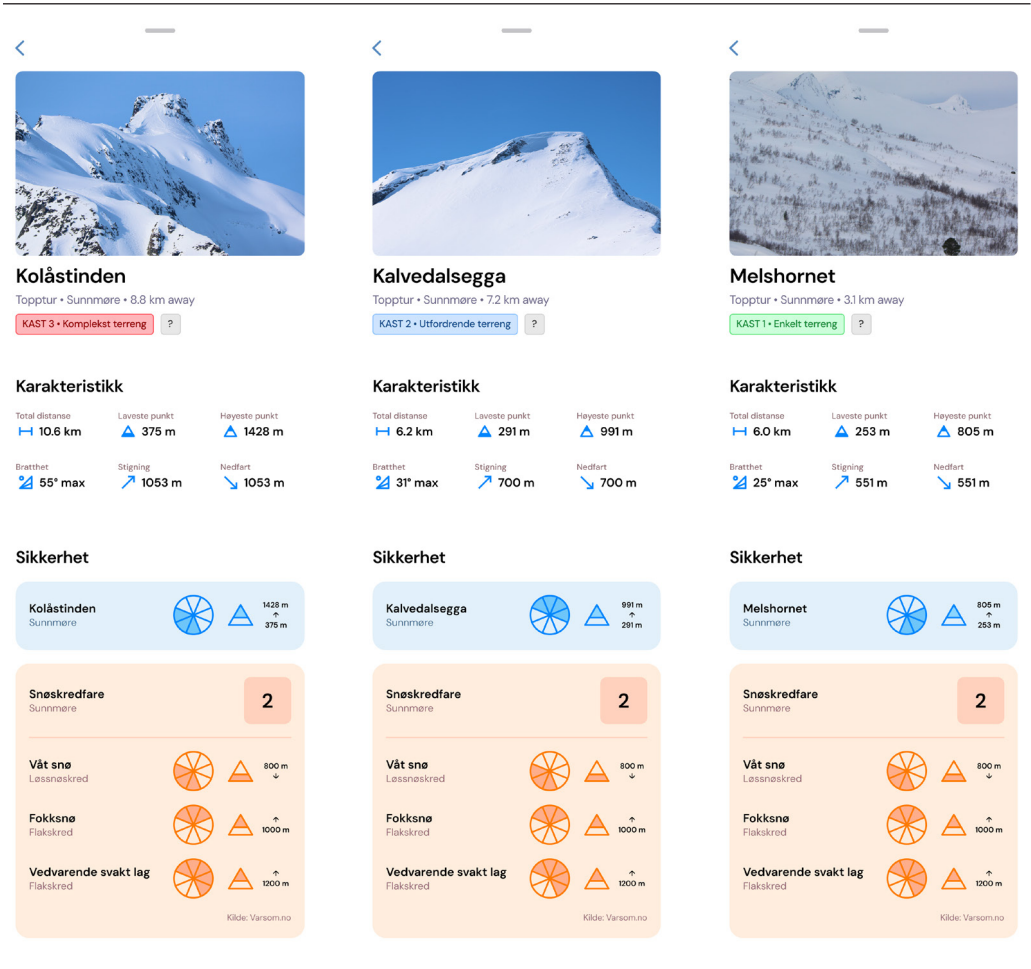 Kolåstinden
Topptur • Sunnmøre • 8.8 km away
KAST 3 • Komplekst terreng ?
Karakteristikk
Total distanse Laveste punkt Høyeste punkt
10.6 km 375 m 1428 m
Bratthet Stigning Nedfart
55° max 1053 m 1053 m
Sikkerhet
Kolåstinden
Sunnmøre
1428 m
↑
375 m
Snøskredfare
Sunnmøre
2
Våt snø
Løssnøskred
800 m
↓
Fokksnø
Flakskred
↑
1000 m
Vedvarende svakt lag
Flakskred
↑
1200 m
Kilde: Varsom.no
Kalvedalsegga
Topptur • Sunnmøre • 7.2 km away
KAST 2 • Utfordrende terreng ?
Karakteristikk
Total distanse Laveste punkt Høyeste punkt
6.2 km 291 m 991 m
Bratthet Stigning Nedfart
31° max 700 m 700 m
Sikkerhet
Kalvedalsegga
Sunnmøre
991 m
↑
291 m
Snøskredfare
Sunnmøre
2
Våt snø
Løssnøskred
800 m
↓
Fokksnø
Flakskred
↑
1000 m
Vedvarende svakt lag
Flakskred
↑
1200 m
Kilde: Varsom.no
Melshornet
Topptur • Sunnmøre • 3.1 km away
KAST 1 • Enkelt terreng ?
Karakteristikk
Total distanse Laveste punkt Høyeste punkt
6.0 km 253 m 805 m
Bratthet Stigning Nedfart
25° max 551 m 551 m
Sikkerhet
Melshornet
Sunnmøre
805 m
↑
253 m
Snøskredfare
Sunnmøre
2
Våt snø
Løssnøskred
800 m
↓
Fokksnø
Flakskred
↑
1000 m
Vedvarende svakt lag
Flakskred
↑
1200 m
Kilde: Varsom.no